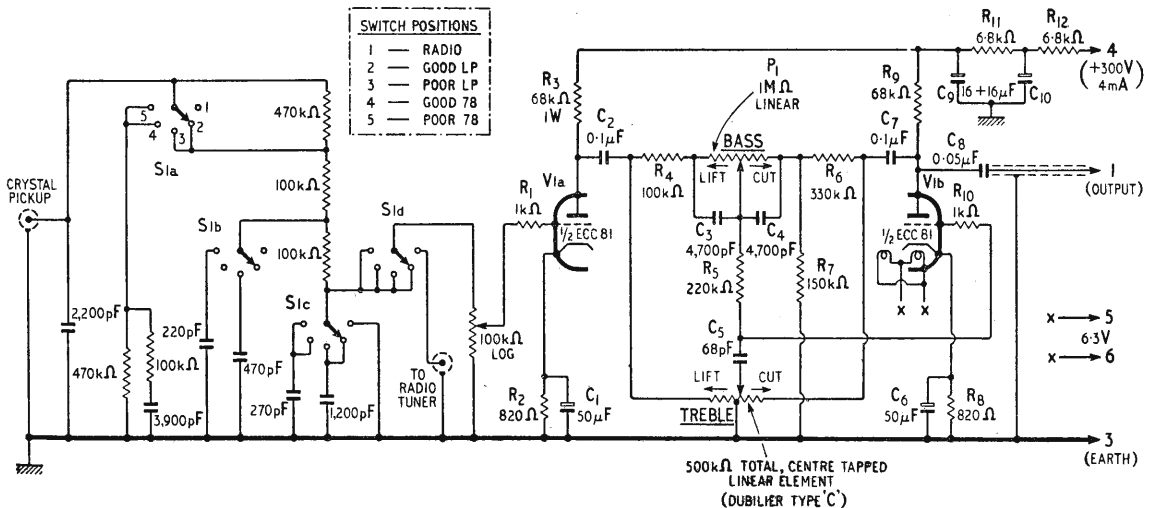 SWITCH POSITIONS
1 — RADIO
2 — GOOD LP
3 — POOR LP
4 — GOOD 78
5 — POOR 78
470kΩ
1
2
3
4
5
S1a
CRYSTAL
PICKUP
100kΩ
S1b
100kΩ
S1d
S1c
2,200pF
470kΩ
100kΩ
3,900pF
220pF
470pF
270pF
1,200pF
TO
RADIO
TUNER
100kΩ
LOG
R1
1kΩ
R3
68kΩ
1W
C2
0·1μF
V1a
1/2 ECC 81
R2
820Ω
C1
50μF
P1
1MΩ
LINEAR
BASS
LIFT
CUT
R4
100kΩ
C3
4,700pF
C4
4,700pF
R5
220kΩ
C5
68pF
R6
330kΩ
R7
150kΩ
LIFT
CUT
TREBLE
500kΩ TOTAL, CENTRE TAPPED
LINEAR ELEMENT
(DUBILIER TYPE 'C')
C7
0·1μF
R9
68kΩ
V1b
1/2 ECC 81
R10
1kΩ
X X
C6
50μF
R8
820Ω
C8
0·05μF
R11
6·8kΩ
R12
6·8kΩ
C9
16 + 16μF
C10
4
(+300V
4mA)
1
(OUTPUT)
X 5
6·3V
X 6
3
(EARTH)